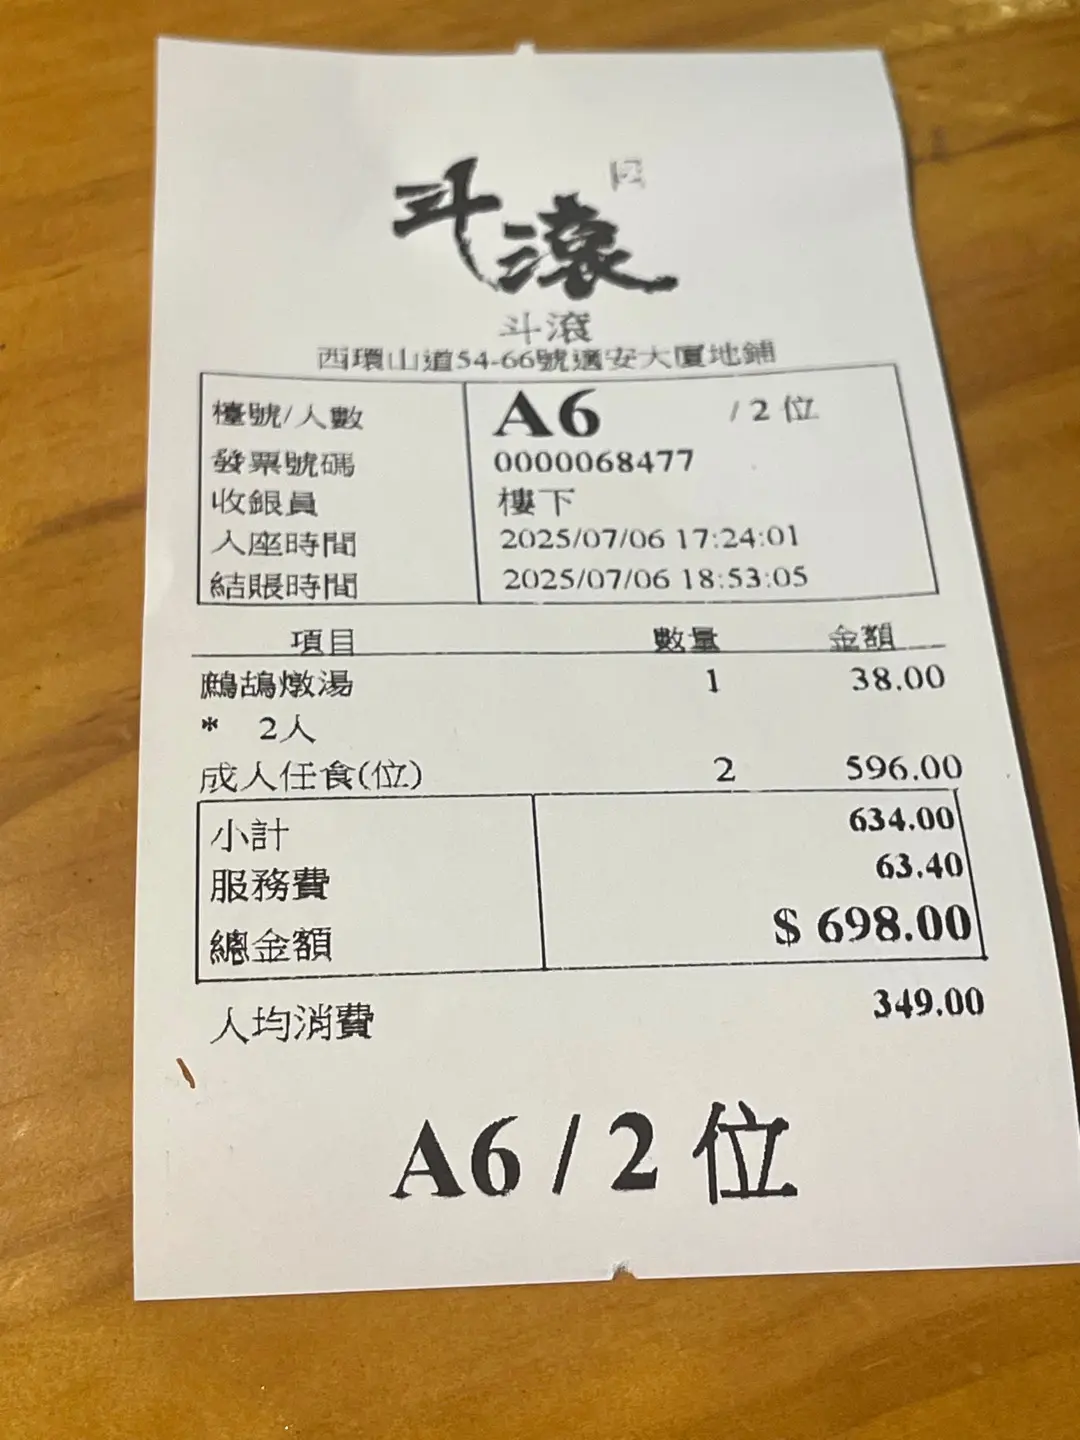 斗滾
斗滾
西環山道54-66號邁安大廈地鋪
檯號/人數 A6 / 2 位
發票號碼 0000068477
收銀員 樓下
入座時間 2025/07/06 17:24:01
結賬時間 2025/07/06 18:53:05
項目 數量 金額
鷓鴣燉湯 1 38.00
* 2人
成人任食(位) 2 596.00
小計 634.00
服務費 63.40
總金額 $ 698.00
人均消費 349.00
A6 / 2 位